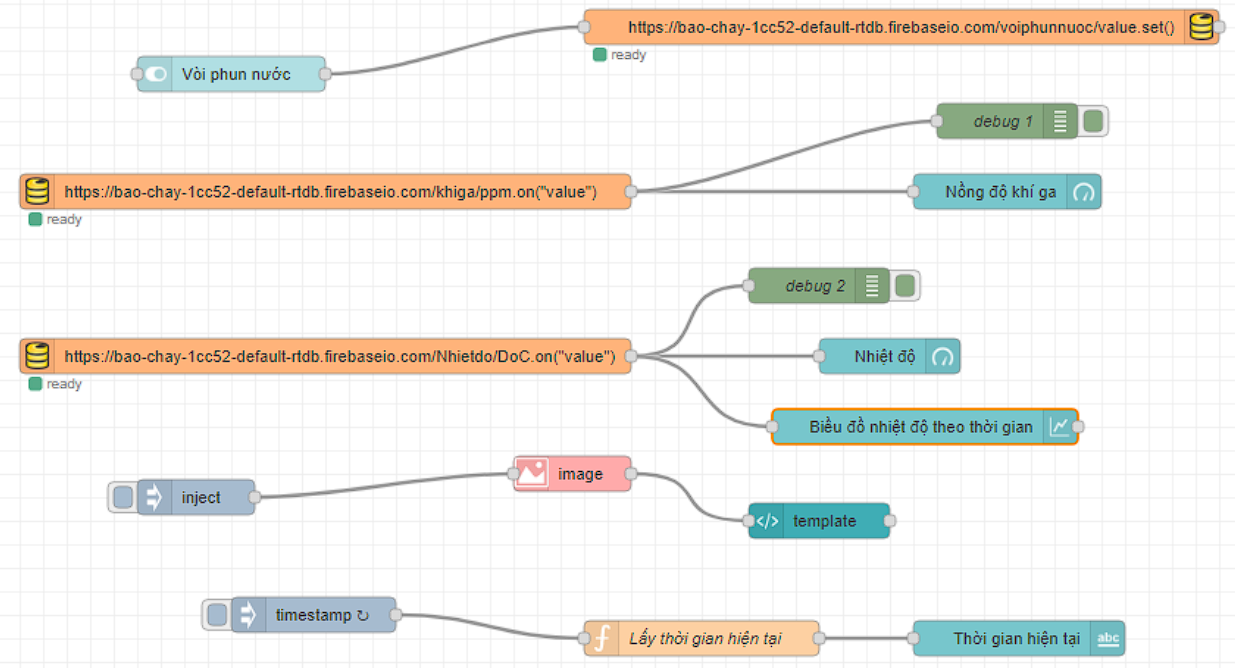 https://bao-chay-1cc52-default-rtdb.firebaseio.com/voiphunnuoc/value.set()
ready
Vòi phun nước
debug 1
https://bao-chay-1cc52-default-rtdb.firebaseio.com/khiga/ppm.on("value")
Nồng độ khí ga
ready
debug 2
https://bao-chay-1cc52-default-rtdb.firebaseio.com/Nhietdo/DoC.on("value")
Nhiệt độ
ready
Biểu đồ nhiệt độ theo thời gian
image
inject
</> template
timestamp ↻
f Lấy thời gian hiện tại
Thời gian hiện tại abc